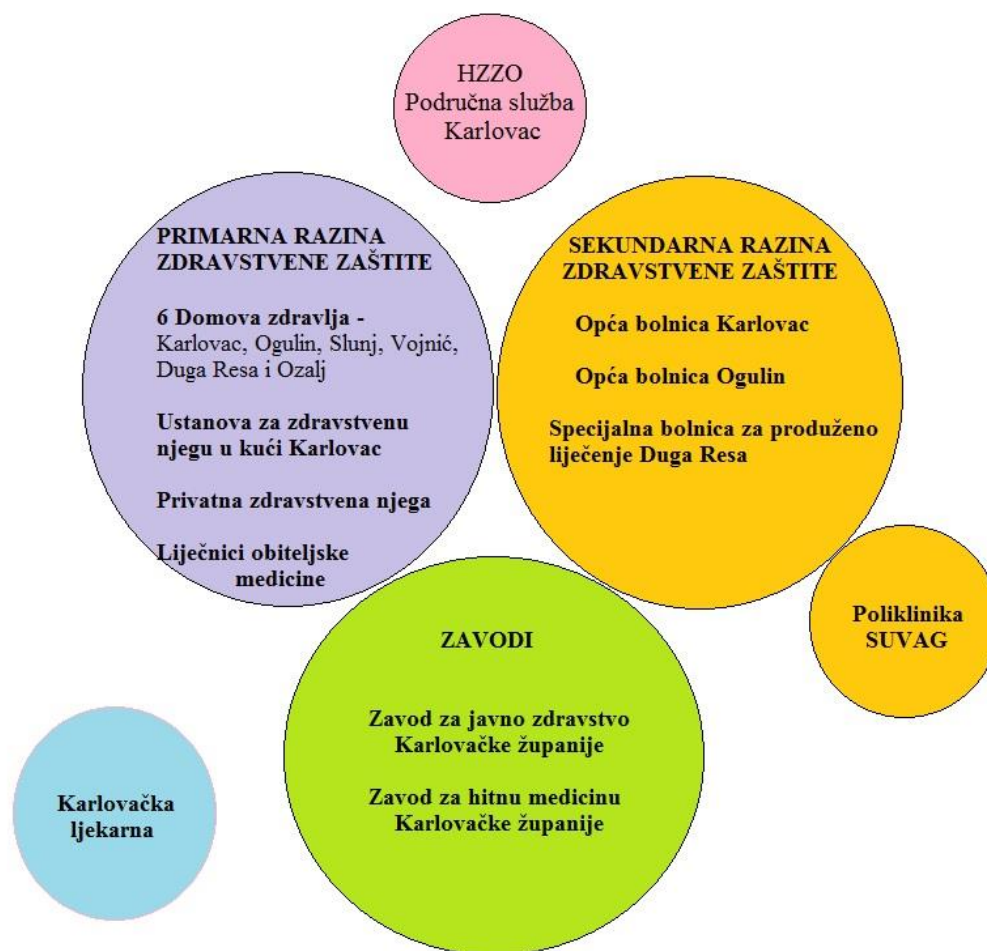 HZZO
Područna služba
Karlovac
PRIMARNA RAZINA
ZDRAVSTVENE ZAŠTITE
6 Domova zdravlja -
Karlovac, Ogulin, Slunj, Vojnić,
Duga Resa i Ozalj
Ustanova za zdravstvenu
njegu u kući Karlovac
Privatna zdravstvena njega
Liječnici obiteljske
medicine
SEKUNDARNA RAZINA
ZDRAVSTVENE ZAŠTITE
Opća bolnica Karlovac
Opća bolnica Ogulin
Specijalna bolnica za produženo
liječenje Duga Resa
Poliklinika
SUVAG
ZAVODI
Zavod za javno zdravstvo
Karlovačke županije
Zavod za hitnu medicinu
Karlovačke županije
Karlovačka
ljekarna